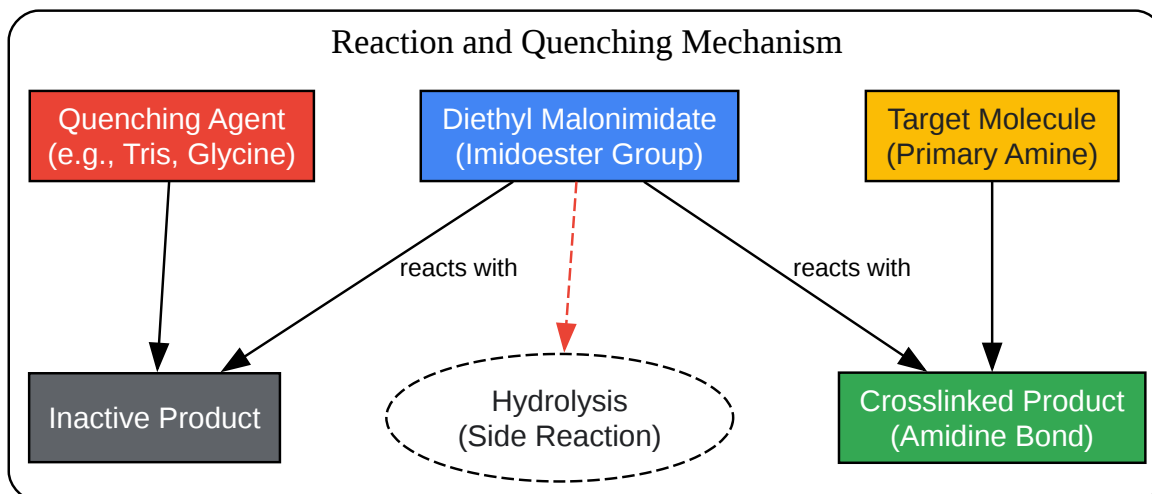 Reaction and Quenching Mechanism
Quenching Agent
(e.g., Tris, Glycine)
Diethyl Malonimidate
(Imidoester Group)
Target Molecule
(Primary Amine)
reacts with
reacts with
Inactive Product
Hydrolysis
(Side Reaction)
Crosslinked Product
(Amidine Bond)